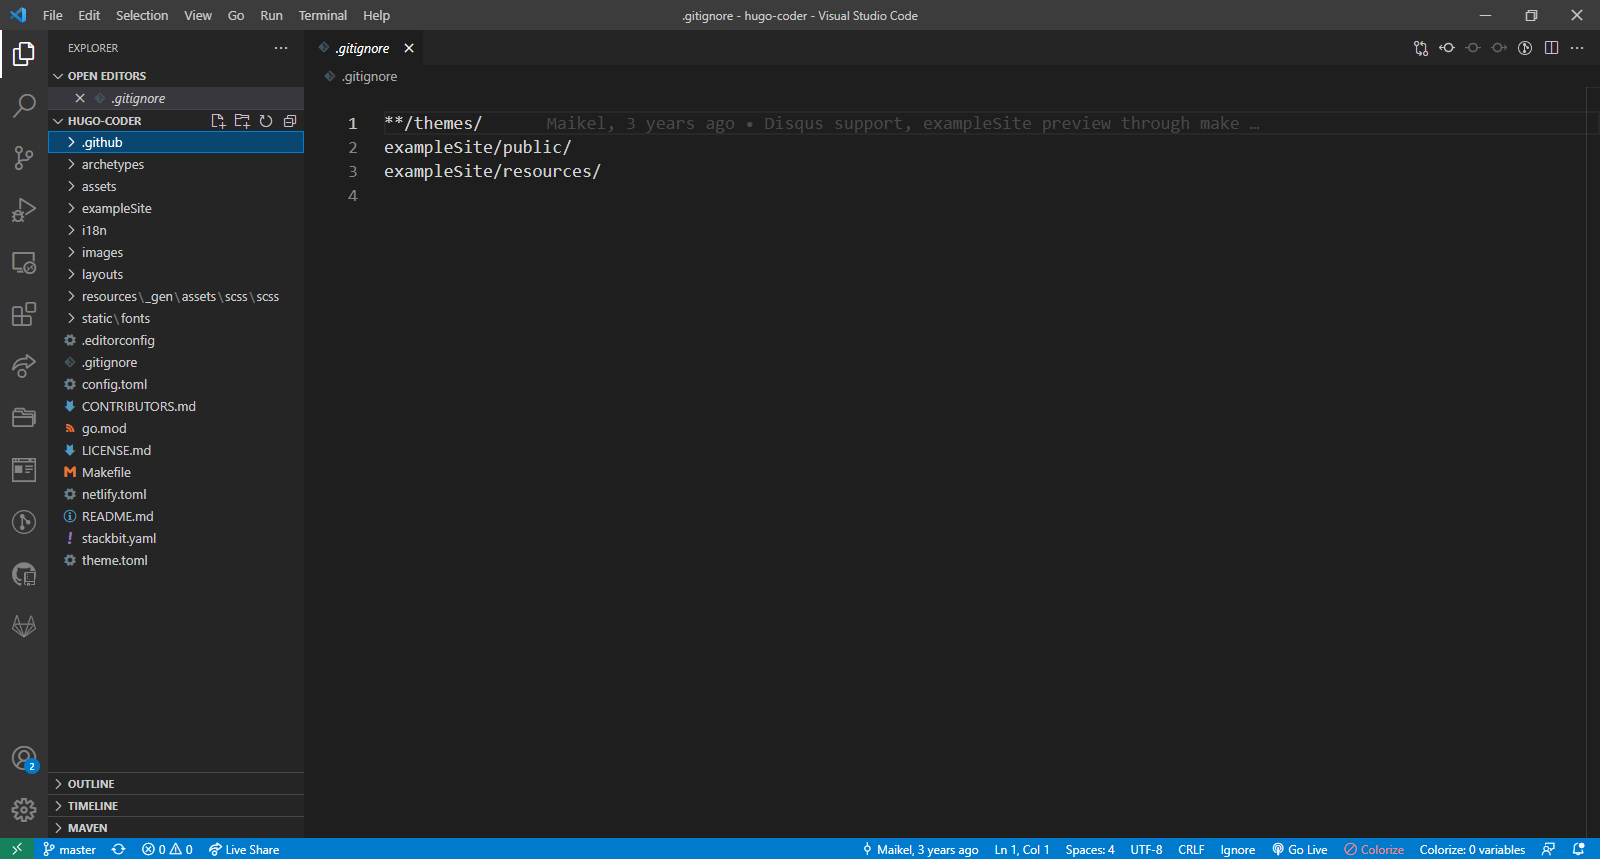 File Edit Selection View Go Run Terminal Help .gitignore - hugo-coder - Visual Studio Code
EXPLORER
OPEN EDITORS
.gitignore
HUGO-CODER
.github
archetypes
assets
exampleSite
i18n
images
layouts
resources\_gen\assets\scss\scss
static\fonts
.editorconfig
.gitignore
config.toml
CONTRIBUTORS.md
go.mod
LICENSE.md
Makefile
netlify.toml
README.md
stackbit.yaml
theme.toml
OUTLINE
TIMELINE
MAVEN
2
.gitignore
.gitignore
1 **/themes/ Maikel, 3 years ago • Disqus support, exampleSite preview through make …
2 exampleSite/public/
3 exampleSite/resources/
4
master 0 0 Live Share Maikel, 3 years ago Ln 1, Col 1 Spaces: 4 UTF-8 CRLF Ignore Go Live Colorize Colorize: 0 variables